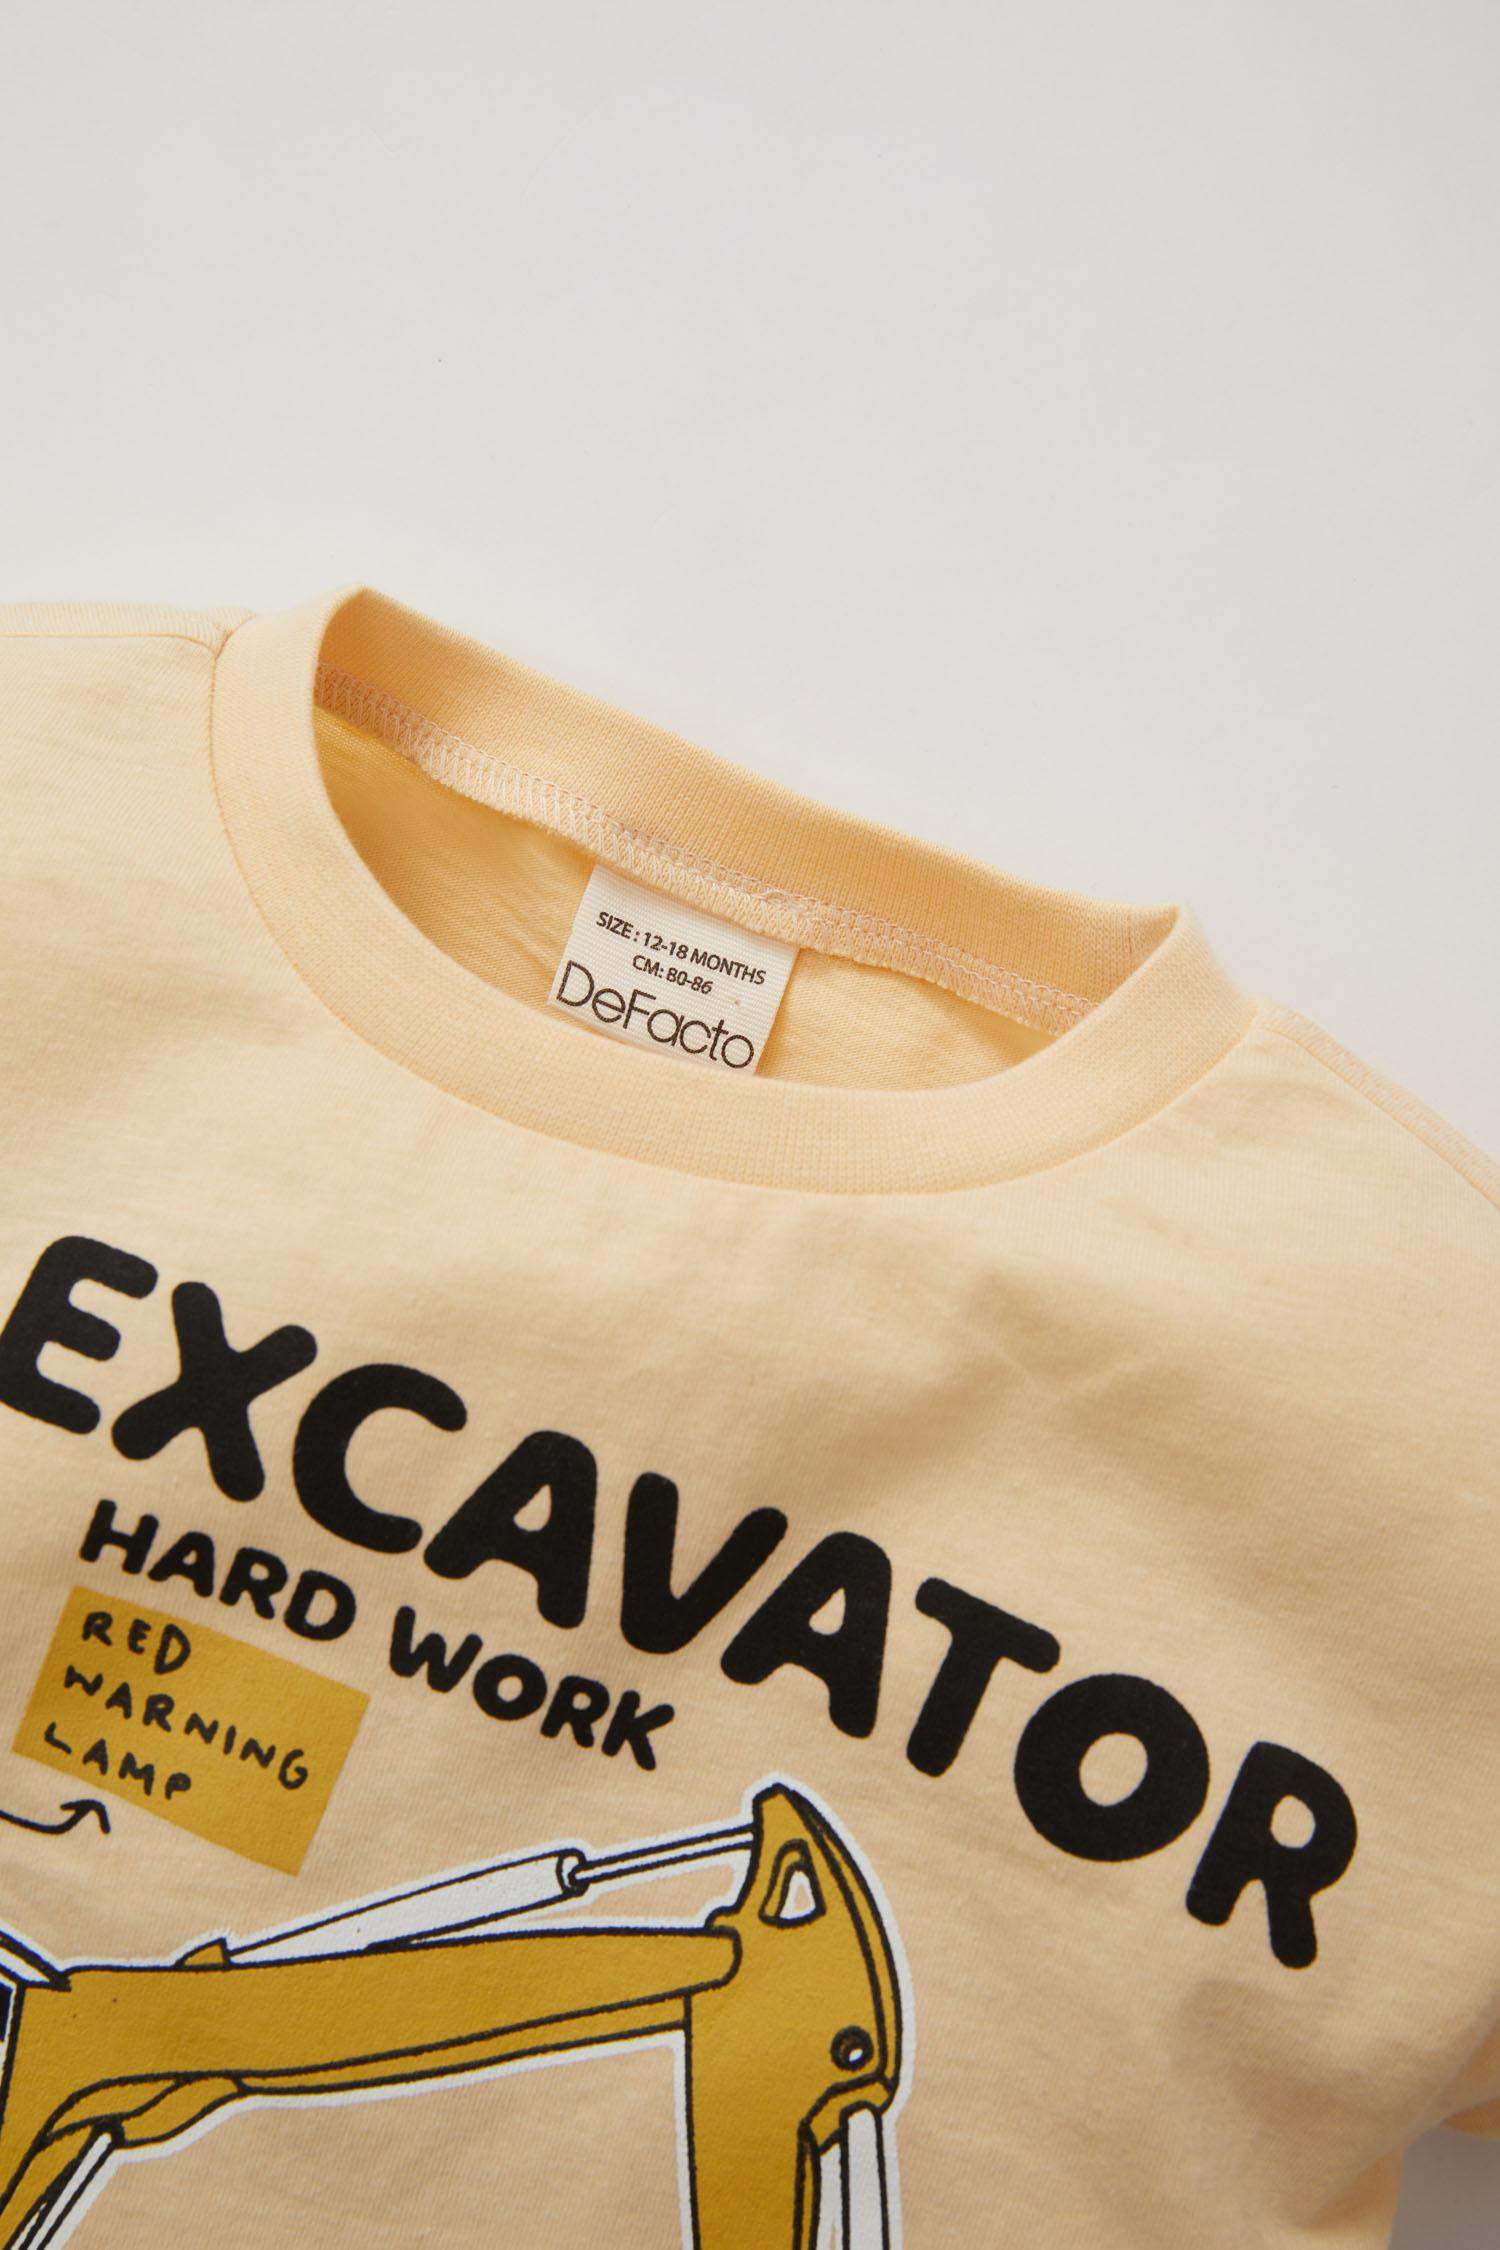 SIZE : 12-18 MONTHS
CM: 80-86
DeFacto
EXCAVATOR
HARD WORK
RED
WARNING
LAMP